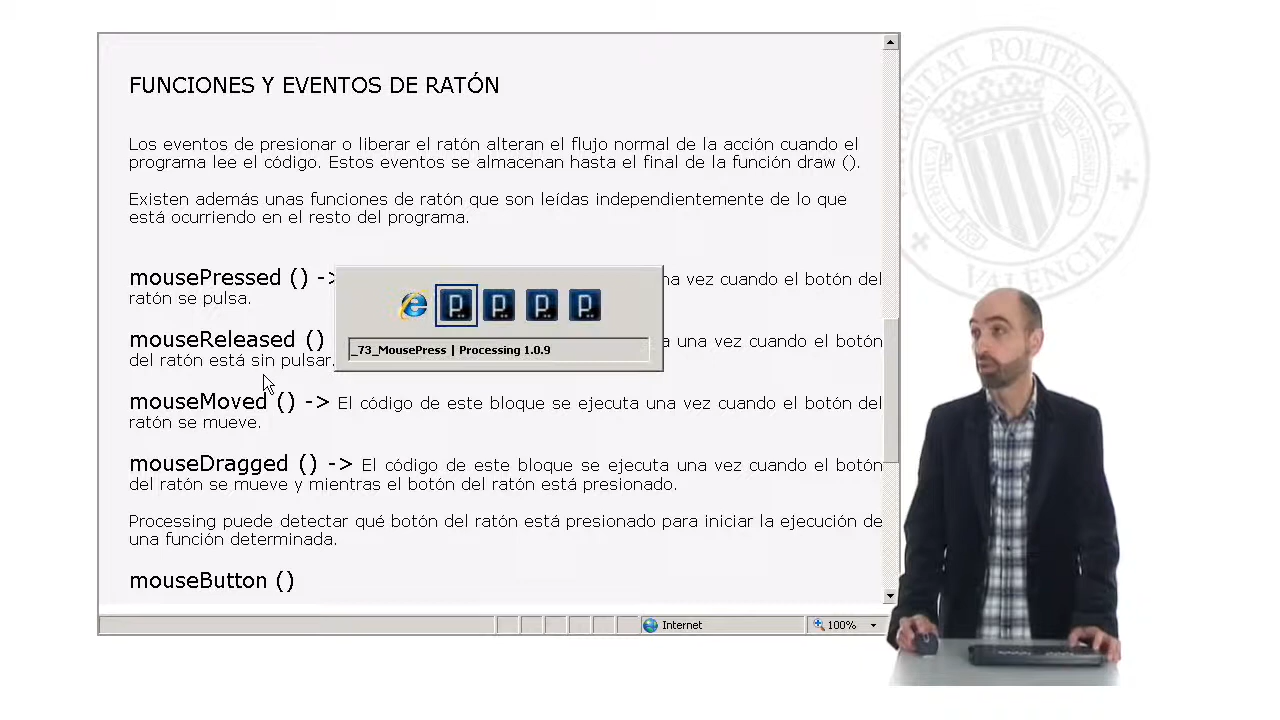 FUNCIONES Y EVENTOS DE RATÓN
Los eventos de presionar o liberar el ratón alteran el flujo normal de la acción cuando el
programa lee el código. Estos eventos se almacenan hasta el final de la función draw ().
Existen además unas funciones de ratón que son leídas independientemente de lo que
está ocurriendo en el resto del programa.
mousePressed () -> na vez cuando el botón del
ratón se pulsa.
mouseReleased () a una vez cuando el botón
del ratón está sin pulsar.
_73_MousePress | Processing 1.0.9
mouseMoved () -> El código de este bloque se ejecuta una vez cuando el botón del
ratón se mueve.
mouseDragged () -> El código de este bloque se ejecuta una vez cuando el botón
del ratón se mueve y mientras el botón del ratón está presionado.
Processing puede detectar qué botón del ratón está presionado para iniciar la ejecución de
una función determinada.
mouseButton ()
Internet 100%
UNIVERSITAT POLITÈCNICA
VALENCIA